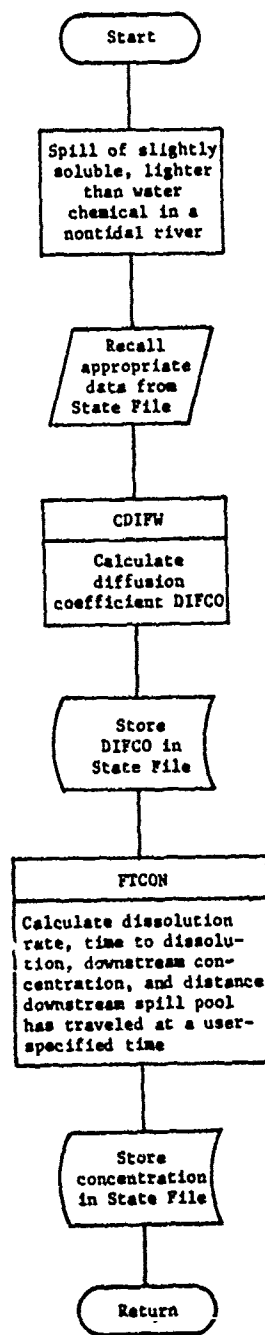 Start
Spill of slightly
soluble, lighter
than water
chemical in a
nontidal river
Recall
appropriate
data from
State File
CDIFW
Calculate
diffusion
coefficient DIFCO
Store
DIFCO in
State File
FTCON
Calculate dissolution
rate, time to dissolu-
tion, downstream con-
centration, and distance
downstream spill pool
has traveled at a user-
specified time
Store
concentration
in State File
Return